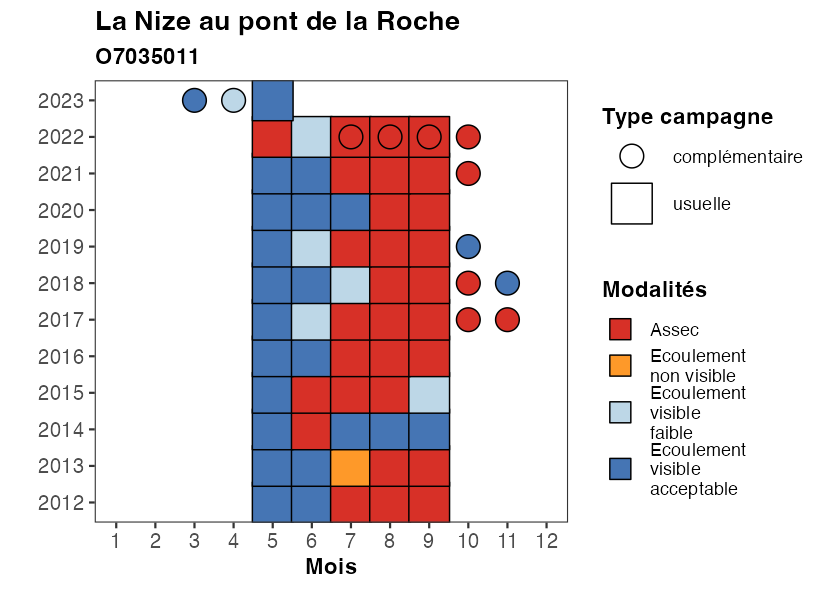 La Nize au pont de la Roche
O7035011
2023
2022
2021
2020
2019
2018
2017
2016
2015
2014
2013
2012
1 2 3 4 5 6 7 8 9 10 11 12
Mois
Type campagne
complémentaire
usuelle
Modalités
Assec
Ecoulement
non visible
Ecoulement
visible
faible
Ecoulement
visible
acceptable